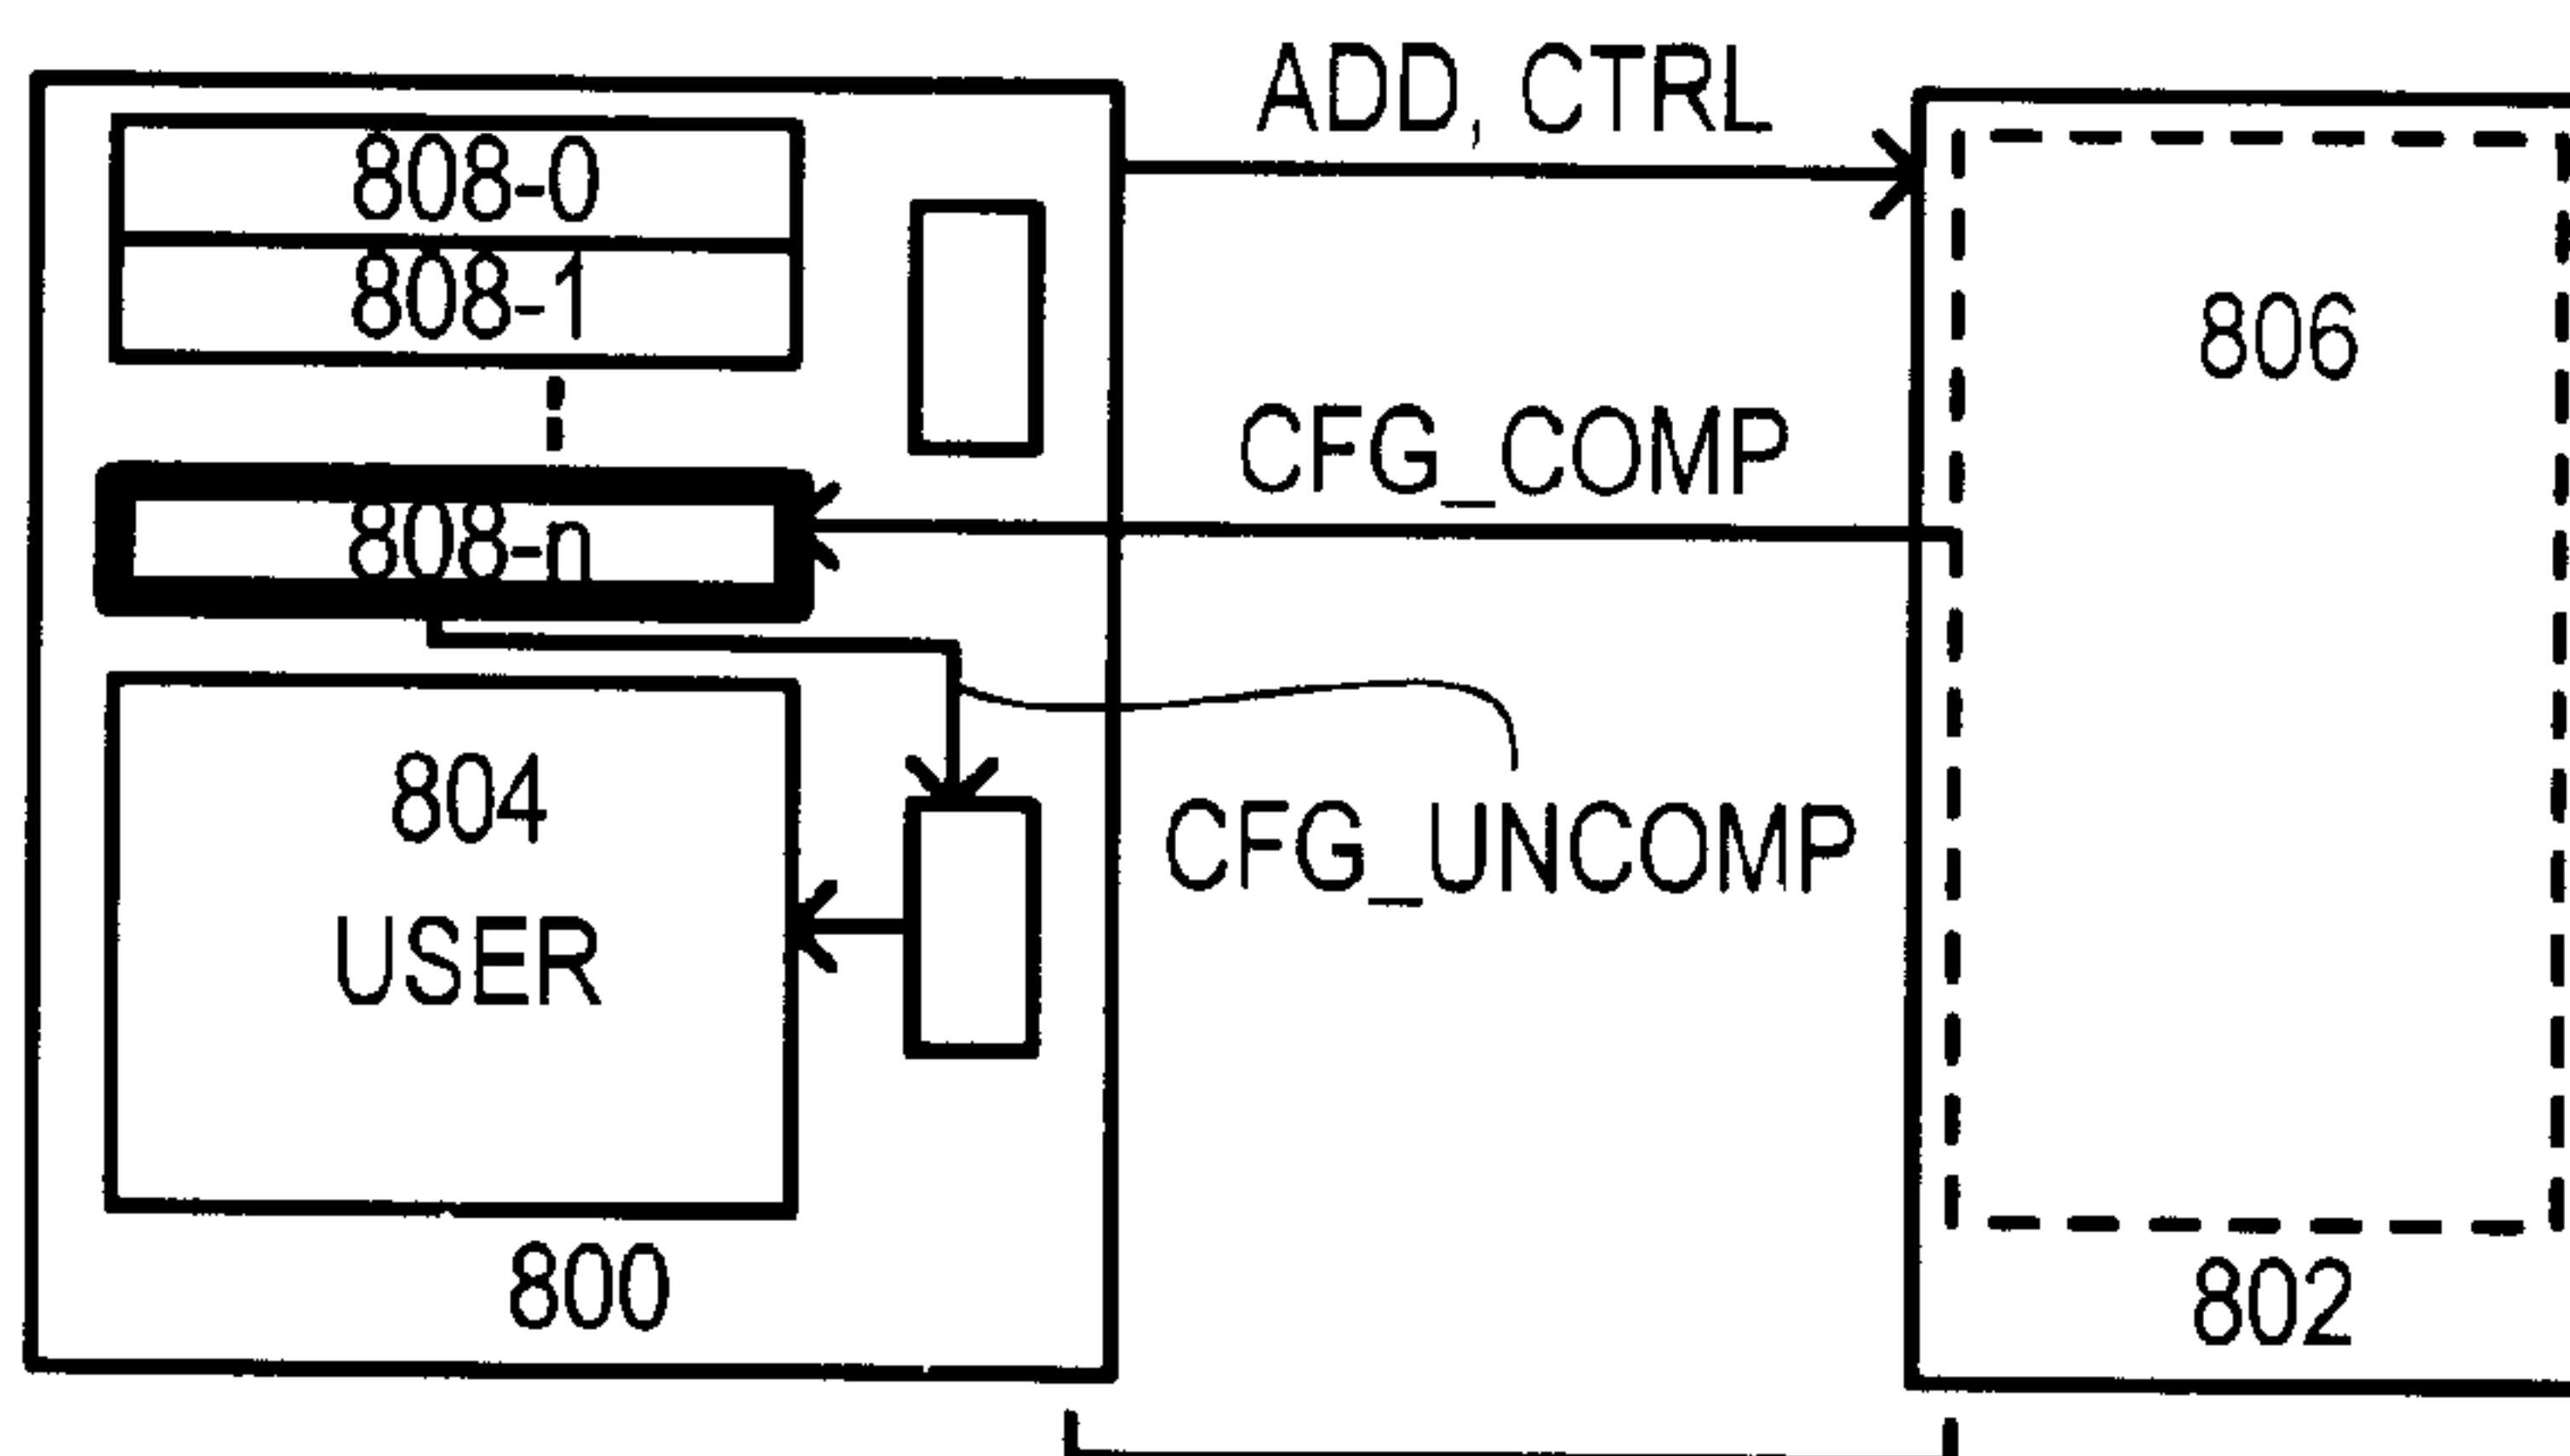 808-0
808-1
808-n
804
USER
800
ADD, CTRL
CFG_COMP
CFG_UNCOMP
806
802